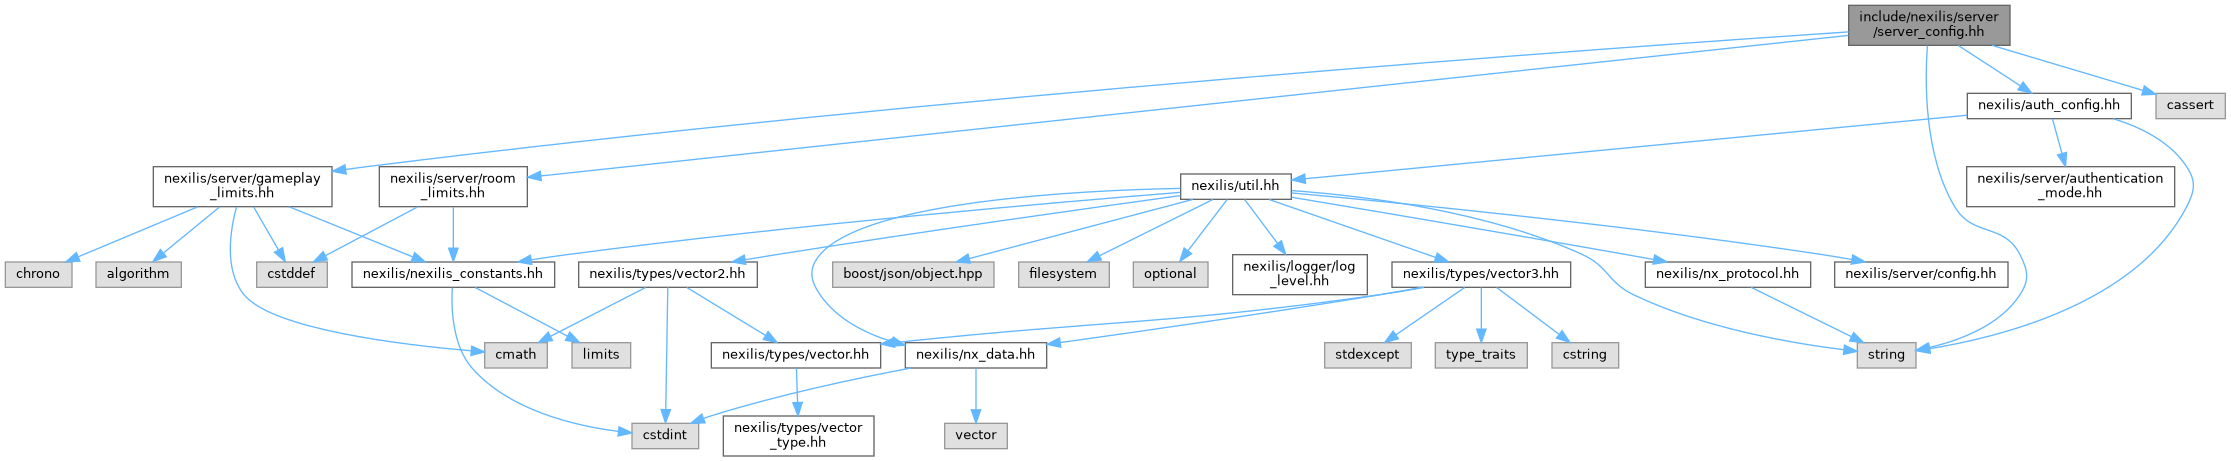 include/nexilis/server
/server_config.hh
nexilis/auth_config.hh
cassert
nexilis/server/gameplay
_limits.hh
nexilis/server/room
_limits.hh
nexilis/util.hh
nexilis/server/authentication
_mode.hh
chrono
algorithm
cstddef
nexilis/nexilis_constants.hh
nexilis/types/vector2.hh
boost/json/object.hpp
filesystem
optional
nexilis/logger/log
_level.hh
nexilis/types/vector3.hh
nexilis/nx_protocol.hh
nexilis/server/config.hh
cmath
limits
nexilis/types/vector.hh
nexilis/nx_data.hh
stdexcept
type_traits
cstring
string
cstdint
nexilis/types/vector
_type.hh
vector